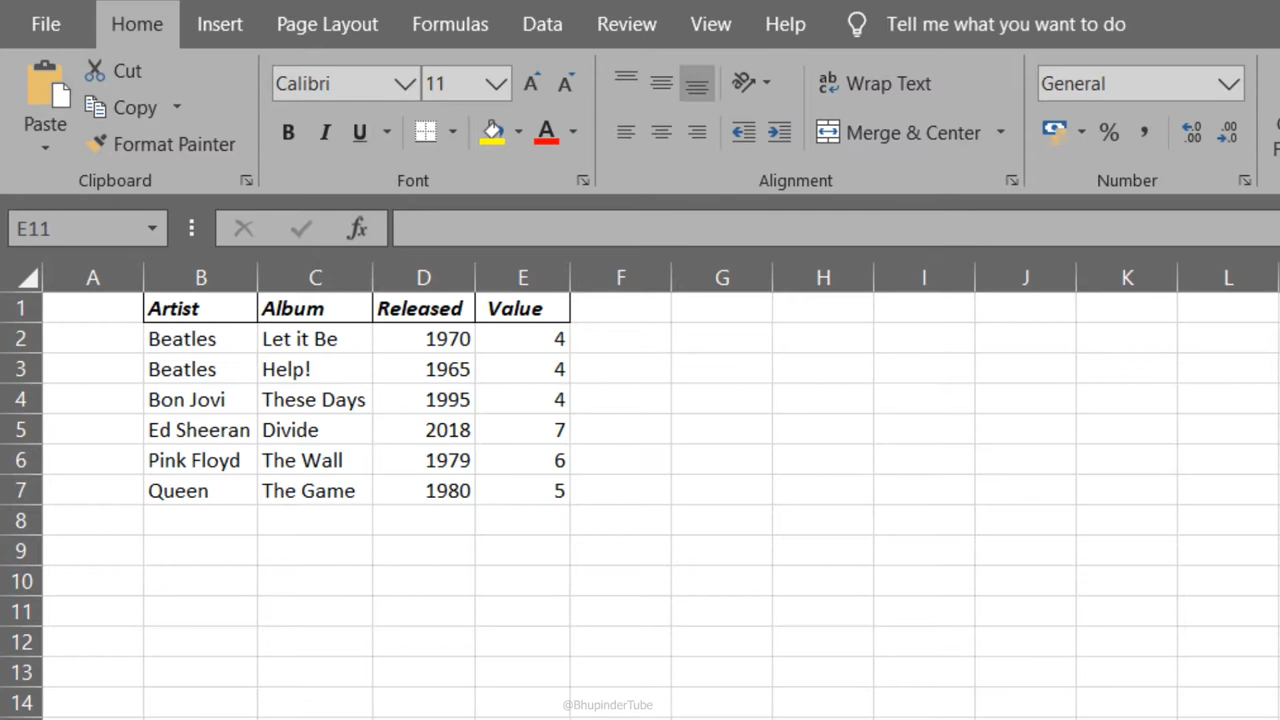 File Home Insert Page Layout Formulas Data Review View Help Tell me what you want to do
Paste
Cut
Copy
Format Painter
Clipboard
Calibri 11 A A
B I U A
Font
ab Wrap Text
Merge & Center
Alignment
General
% , .00 .00
Number
E11 fx
A B C D E F G H I J K L
1 Artist Album Released Value
2 Beatles Let it Be 1970 4
3 Beatles Help! 1965 4
4 Bon Jovi These Days 1995 4
5 Ed Sheeran Divide 2018 7
6 Pink Floyd The Wall 1979 6
7 Queen The Game 1980 5
8
9
10
11
12
13
14
@BhupinderTube